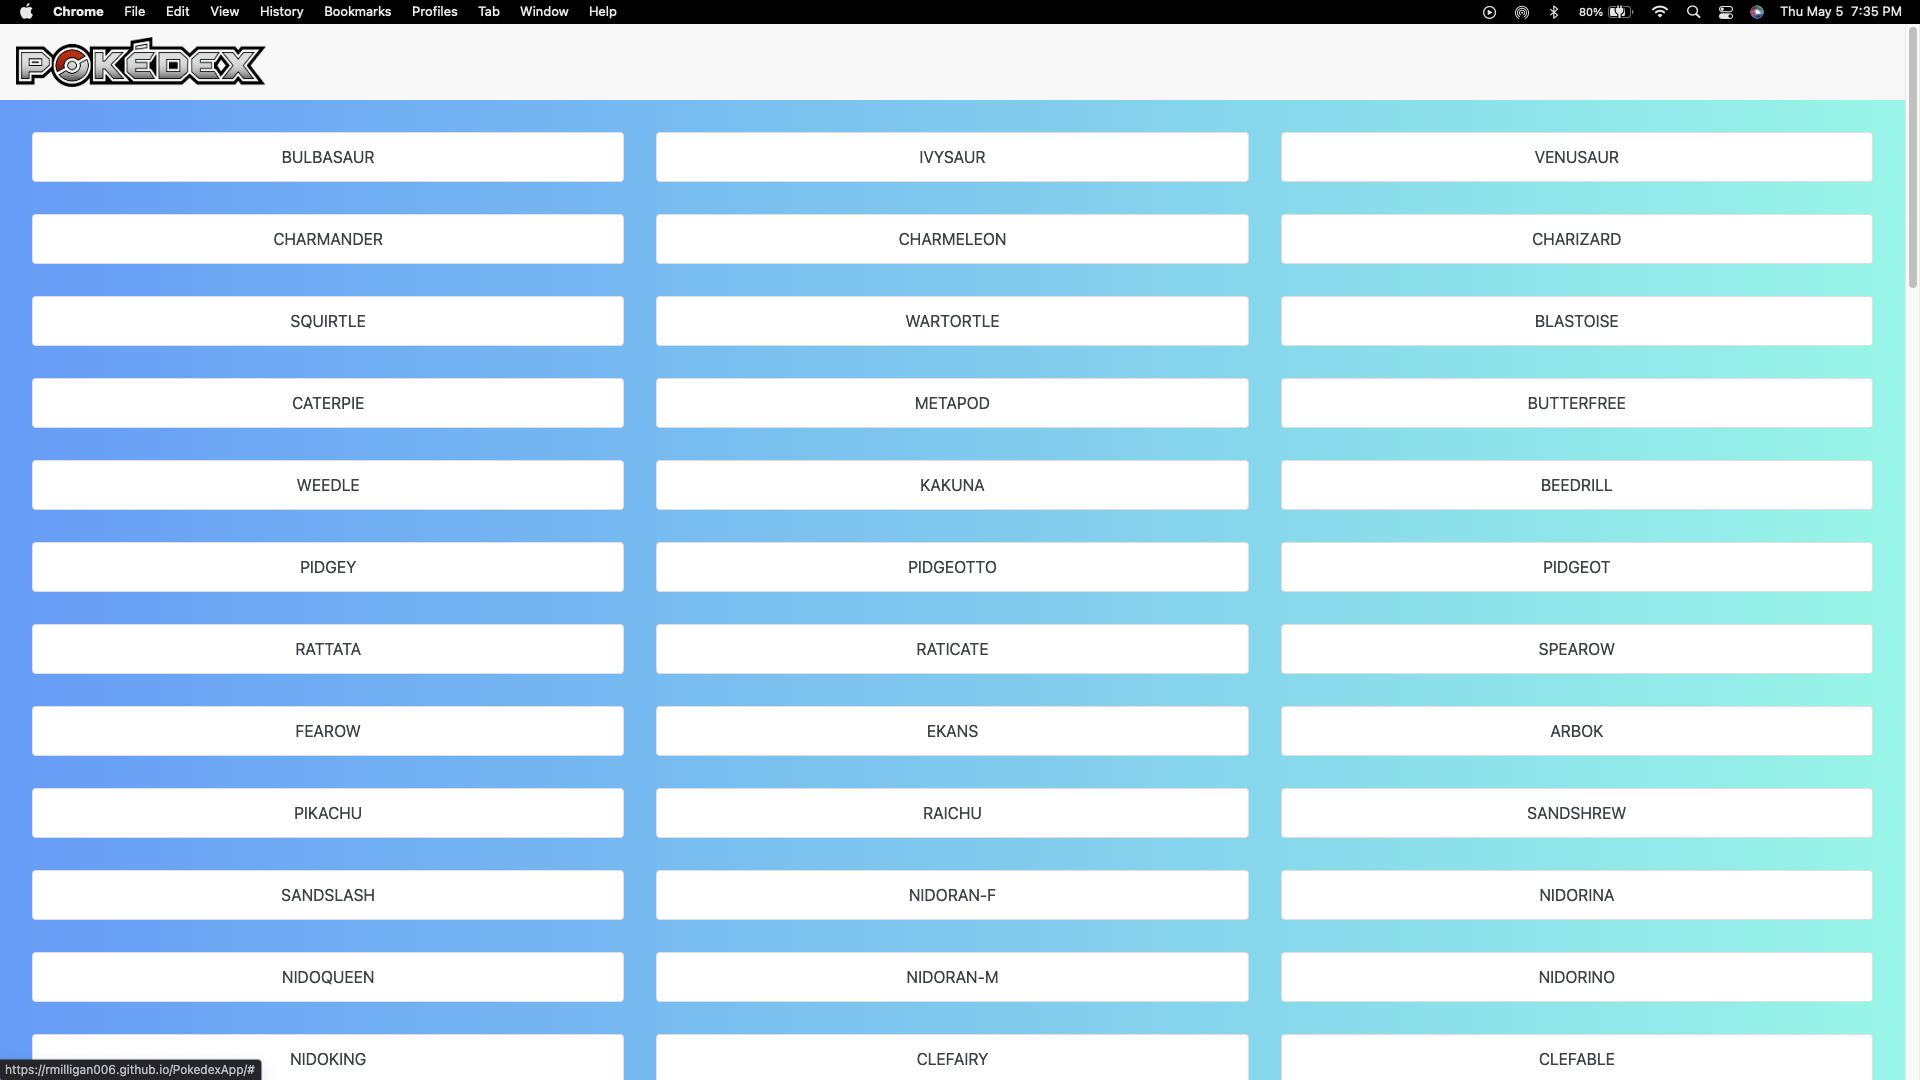 Chrome File Edit View History Bookmarks Profiles Tab Window Help 80% Thu May 5 7:35 PM
POKÉDEX
BULBASAUR IVYSAUR VENUSAUR
CHARMANDER CHARMELEON CHARIZARD
SQUIRTLE WARTORTLE BLASTOISE
CATERPIE METAPOD BUTTERFREE
WEEDLE KAKUNA BEEDRILL
PIDGEY PIDGEOTTO PIDGEOT
RATTATA RATICATE SPEAROW
FEAROW EKANS ARBOK
PIKACHU RAICHU SANDSHREW
SANDSLASH NIDORAN-F NIDORINA
NIDOQUEEN NIDORAN-M NIDORINO
NIDOKING CLEFAIRY CLEFABLE
https://rmilligan006.github.io/PokedexApp/#